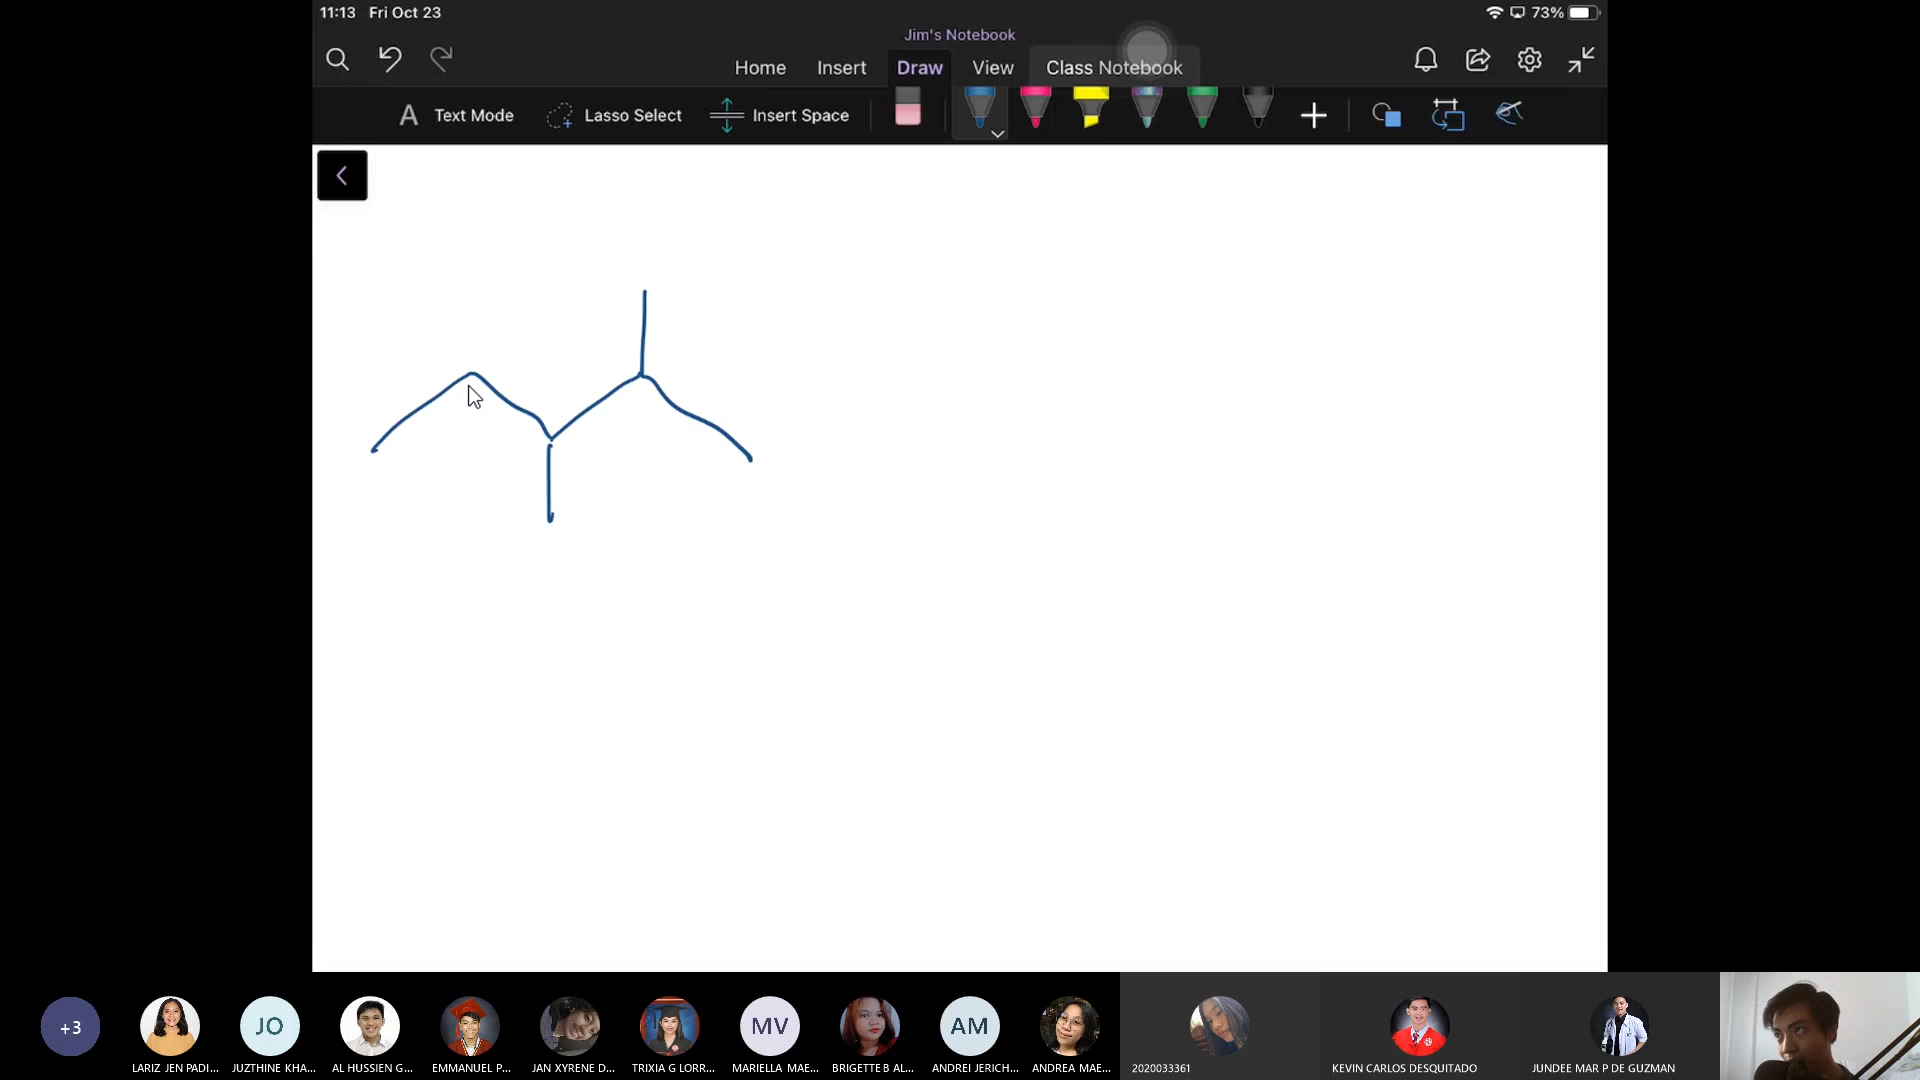 11:13 Fri Oct 23
73%
Jim's Notebook
Home Insert Draw View Class Notebook
A Text Mode Lasso Select Insert Space
+3
JO
MV
AM
LARIZ JEN PADI...
JUZTHINE KHA...
AL HUSSIEN G...
EMMANUEL P...
JAN XYRENE D...
TRIXIA G LORR...
MARIELLA MAE...
BRIGETTE B AL...
ANDREI JERICH...
ANDREA MAE...
2020033361
KEVIN CARLOS DESQUITADO
JUNDEE MAR P DE GUZMAN